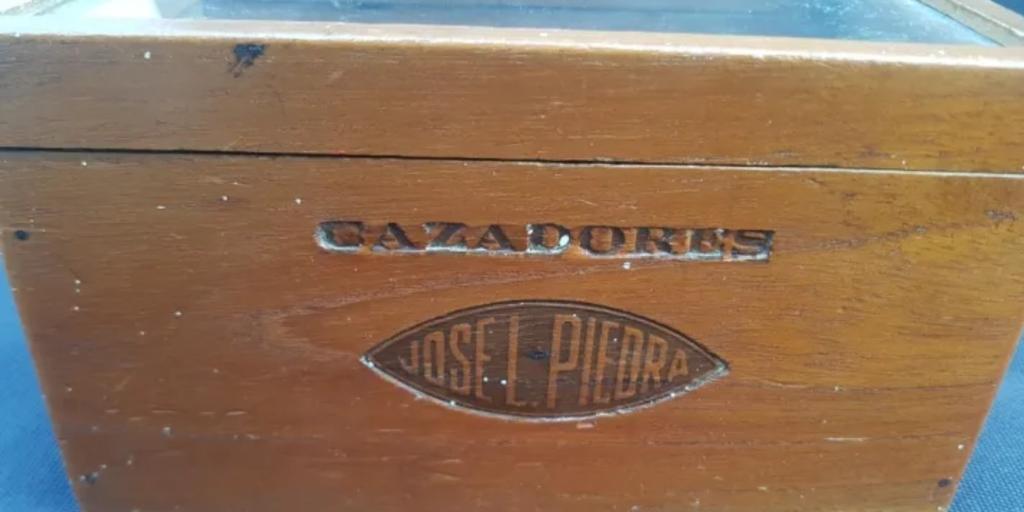 CAZADORES
JOSE L. PIEDRA